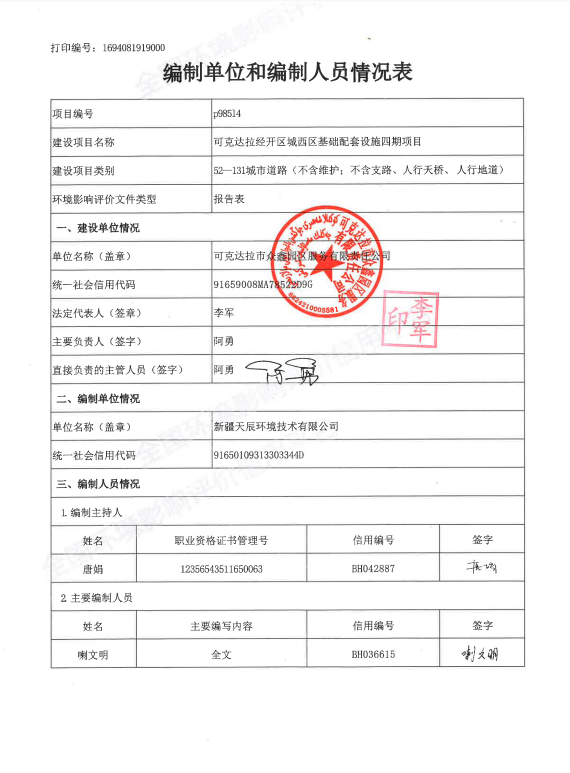 打印编号：1694081919000
编制单位和编制人员情况表
项目编号 p98514
建设项目名称 可克达拉经开区城西区基础配套设施四期项目
建设项目类别 52—131城市道路（不含维护；不含支路、人行天桥、人行地道）
环境影响评价文件类型 报告表
一、建设单位情况
单位名称（盖章） 可克达拉市众鑫园区服务有限责任公司
统一社会信用代码 91659008MA78522D9G
法定代表人（签章） 李军
主要负责人（签字） 阿勇
直接负责的主管人员（签字） 阿勇
6624210005581
李军印
二、编制单位情况
单位名称（盖章） 新疆天辰环境技术有限公司
统一社会信用代码 91650109313303344D
三、编制人员情况
1.编制主持人
姓名 职业资格证书管理号 信用编号 签字
唐娟 12356543511650063 BH042887
2.主要编制人员
姓名 主要编写内容 信用编号 签字
喇文明 全文 BH036615 喇文明